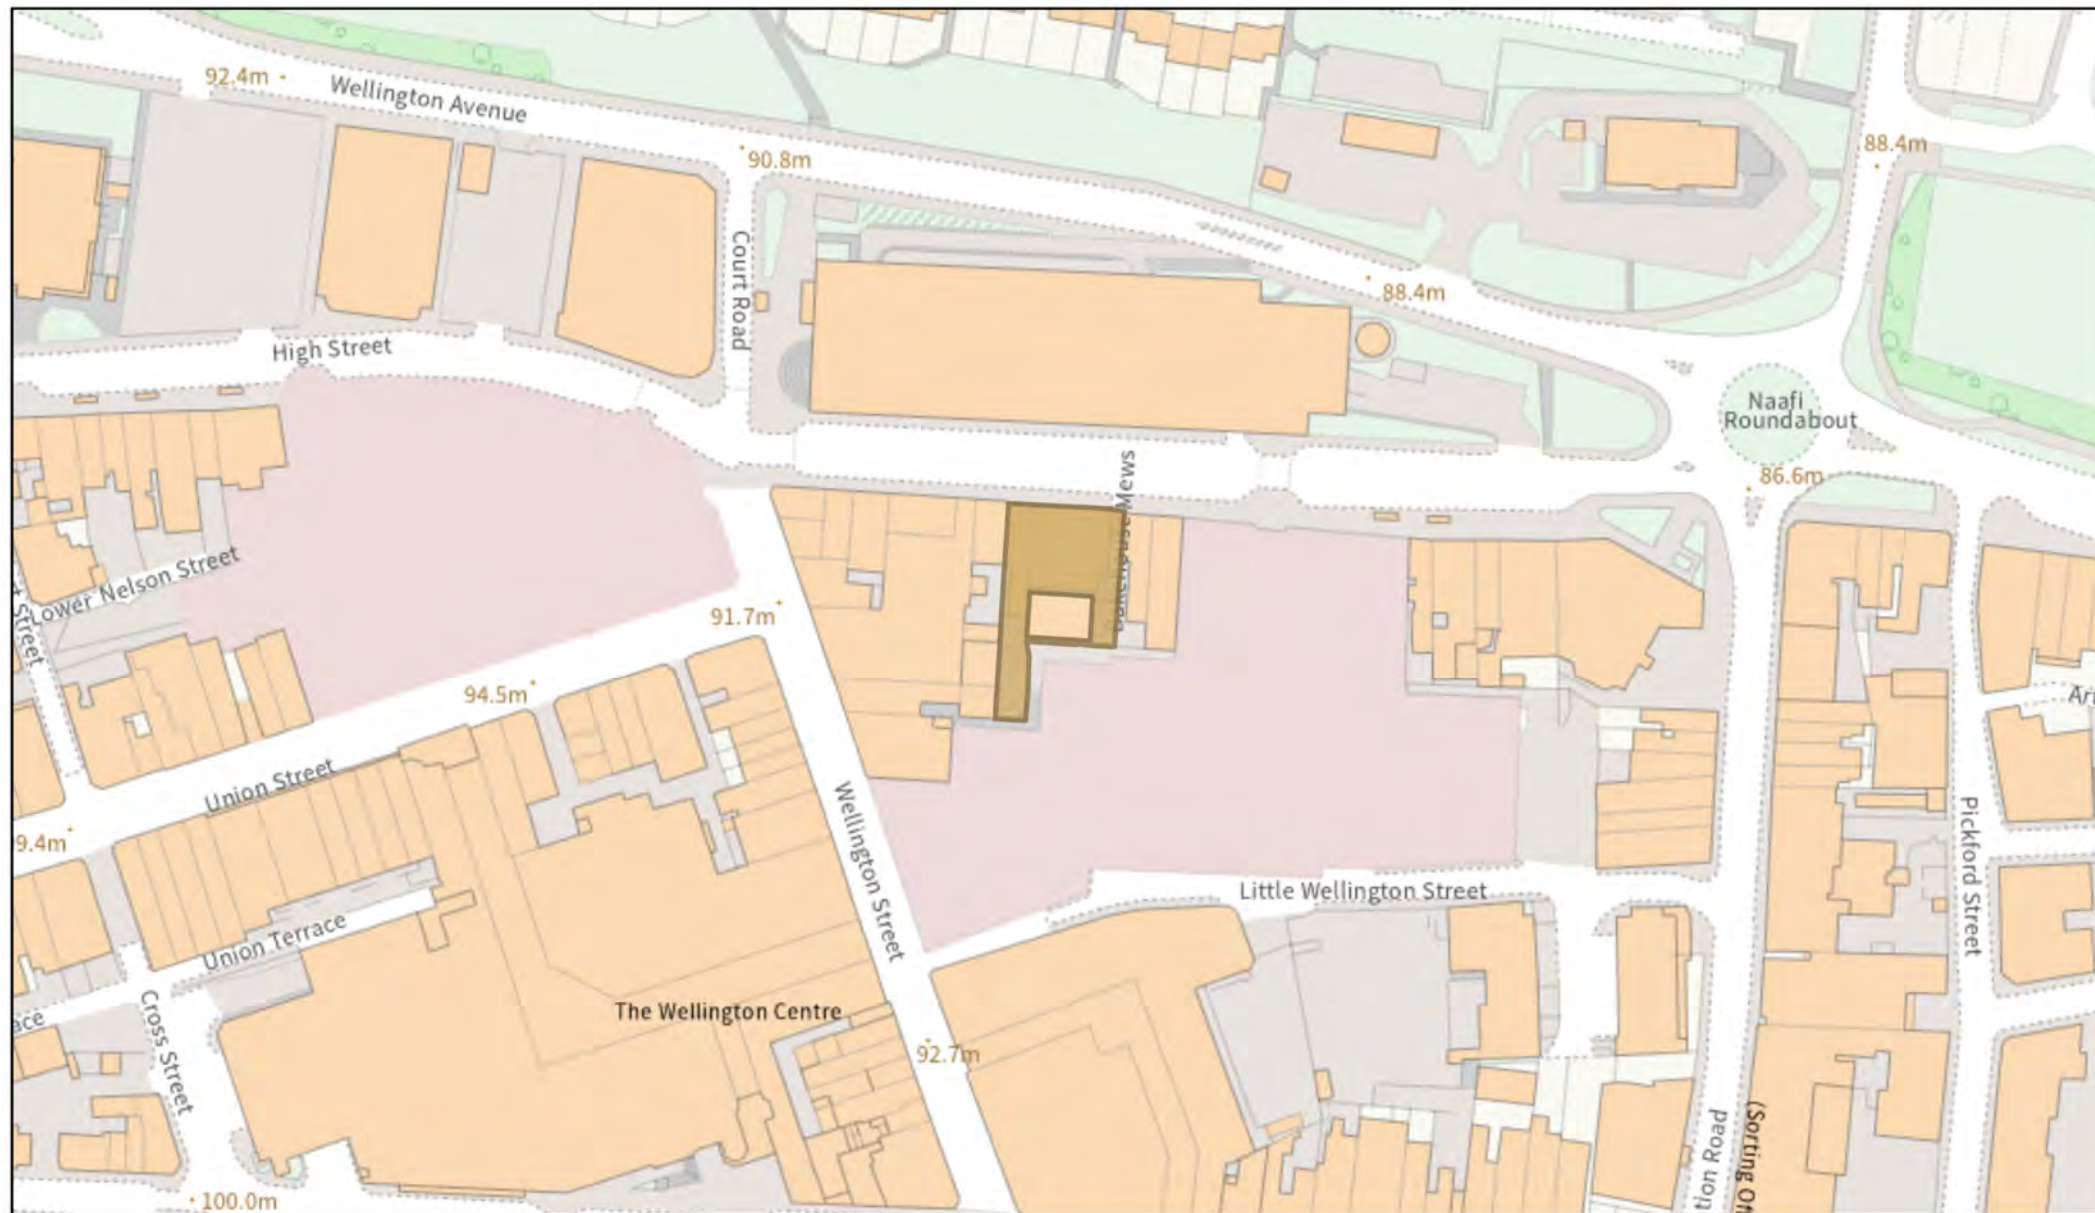 92.4m
Wellington Avenue
90.8m
88.4m
Court Road
88.4m
High Street
Naafi
Roundabout
Mews
86.6m
Lower Nelson Street
Street
91.7m
94.5m
Union Street
9.4m
Wellington Street
Pickford Street
Little Wellington Street
Union Terrace
Cross Street
The Wellington Centre
92.7m
100.0m
tion Road
(Sorting Of